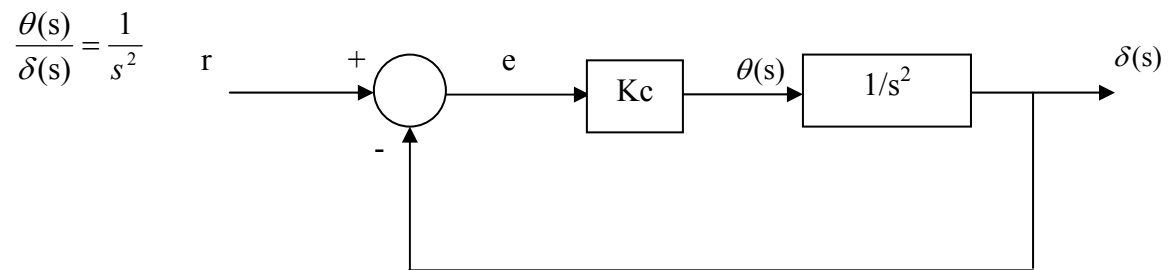 θ(s)/δ(s) = 1/s²
r
+
-
e
Kc
θ(s)
1/s²
δ(s)